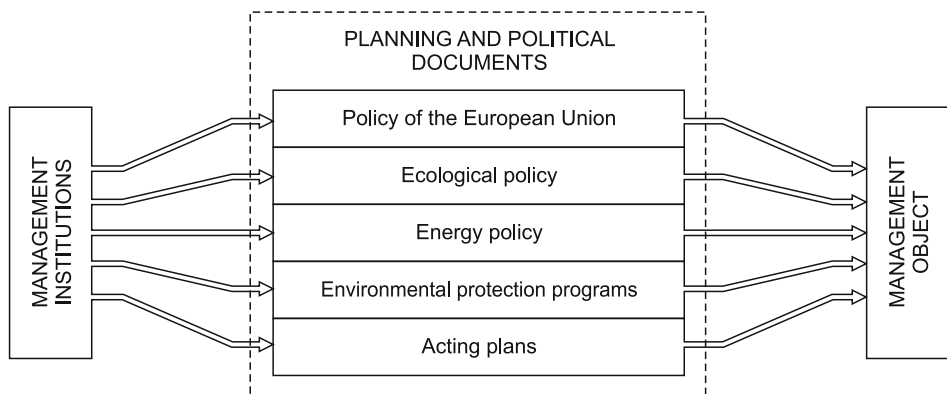 PLANNING AND POLITICAL
DOCUMENTS
MANAGEMENT
INSTITUTIONS
Policy of the European Union
Ecological policy
Energy policy
Environmental protection programs
Acting plans
MANAGEMENT
OBJECT